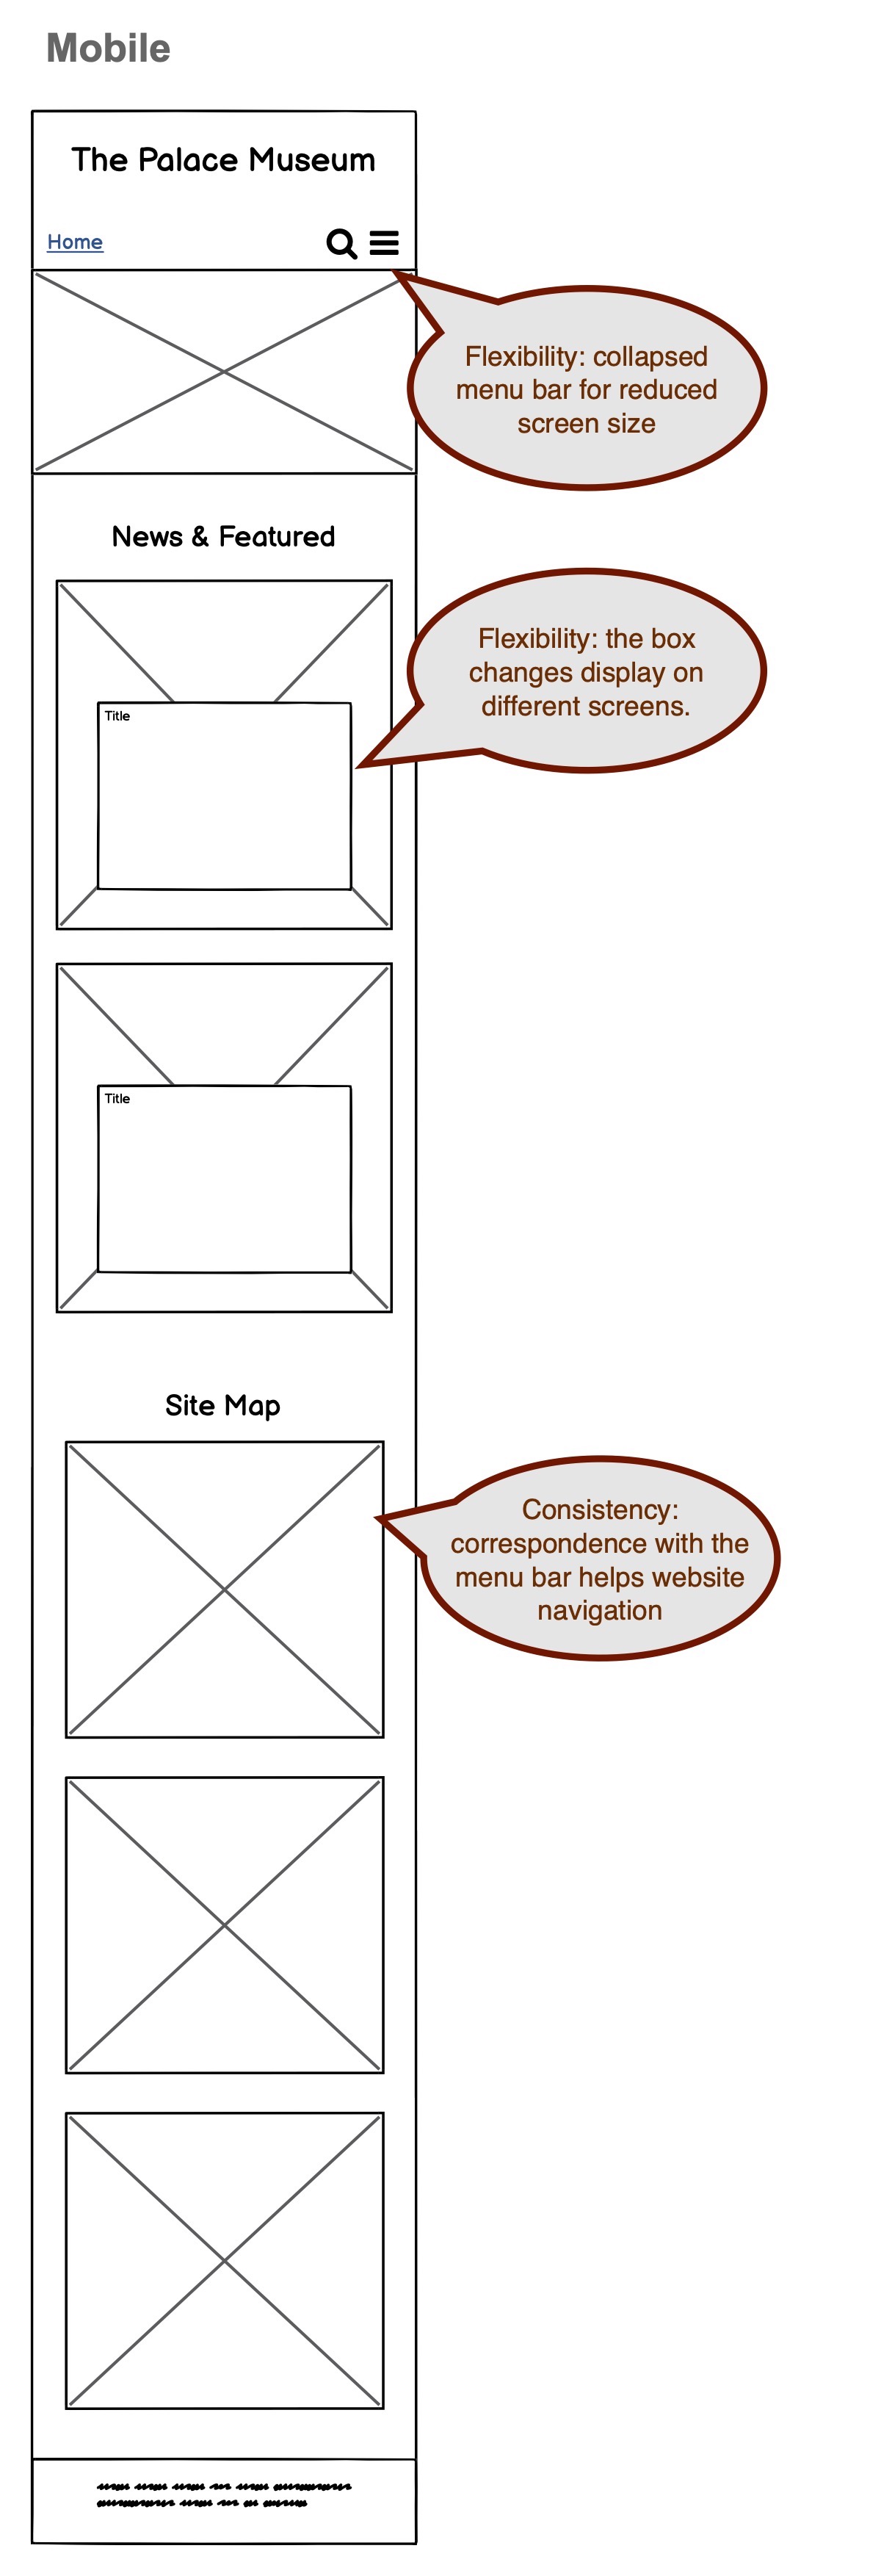 Mobile
The Palace Museum
Home
Flexibility: collapsed
menu bar for reduced
screen size
News & Featured
Flexibility: the box
changes display on
different screens.
Title
Title
Site Map
Consistency:
correspondence with the
menu bar helps website
navigation